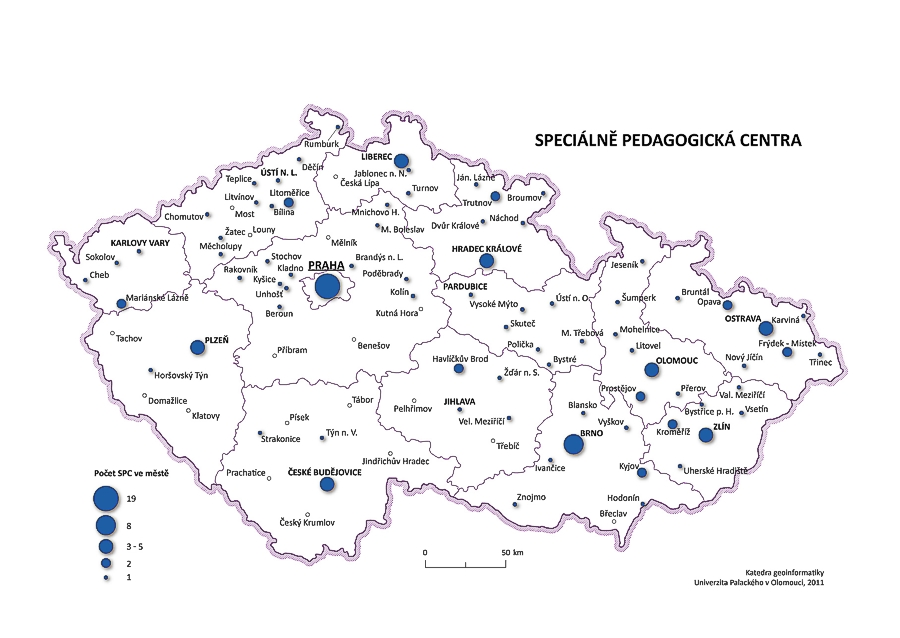 SPECIÁLNĚ PEDAGOGICKÁ CENTRA
Rumburk
Děčín
LIBEREC
Jablonec n. N.
Česká Lípa
Turnov
ÚSTÍ N. L.
Teplice
Litvínov
Litoměřice
Most
Bílina
Chomutov
Žatec
Louny
Měcholupy
Mnichovo H.
M. Boleslav
Mělník
Ján. Lázně
Trutnov
Broumov
Dvůr Králové
Náchod
HRADEC KRÁLOVÉ
KARLOVY VARY
Sokolov
Cheb
Mariánské Lázně
Stochov
Rakovník
Kladno
Kyšice
Unhošť
Beroun
PRAHA
Brandýs n. L.
Poděbrady
Kolín
Kutná Hora
Příbram
Benešov
PARDUBICE
Vysoké Mýto
Ústí n. O.
Skuteč
Polička
M. Třebová
Bystré
Jeseník
Šumperk
Mohelnice
Litovel
OLOMOUC
Prostějov
Přerov
Bruntál
Opava
OSTRAVA
Karviná
Frýdek - Místek
Třinec
Nový Jičín
Val. Meziříčí
Vsetín
Bystřice p. H.
ZLÍN
Kroměříž
Uherské Hradiště
Tachov
PLZEŇ
Horšovský Týn
Domažlice
Klatovy
Havlíčkův Brod
Žďár n. S.
JIHLAVA
Pelhřimov
Vel. Meziříčí
Třebíč
Blansko
Vyškov
BRNO
Ivančice
Kyjov
Hodonín
Znojmo
Břeclav
Tábor
Písek
Strakonice
Týn n. V.
Jindřichův Hradec
Prachatice
ČESKÉ BUDĚJOVICE
Český Krumlov
Počet SPC ve městě
19
8
3 - 5
2
1
0 50 km
Katedra geoinformatiky
Univerzita Palackého v Olomouci, 2011